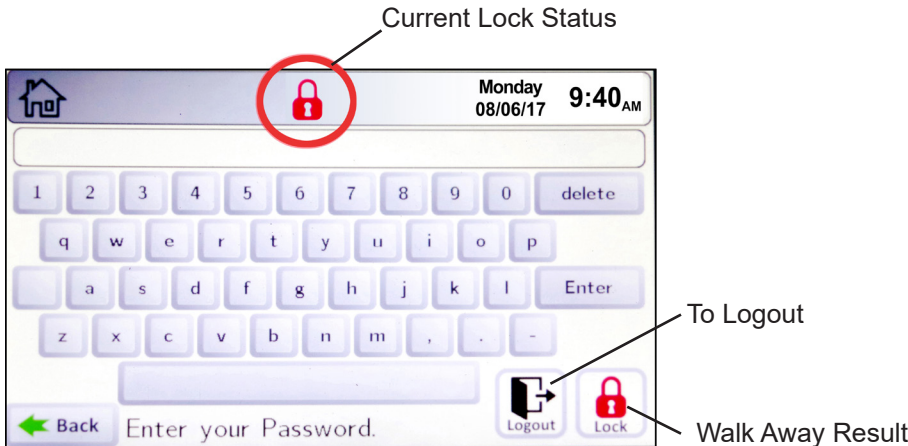 Current Lock Status
Monday
08/06/17
9:40AM
1 2 3 4 5 6 7 8 9 0 delete
q w e r t y u i o p
a s d f g h j k l Enter
z x c v b n m , . -
To Logout
Back Enter your Password.
Logout Lock
Walk Away Result